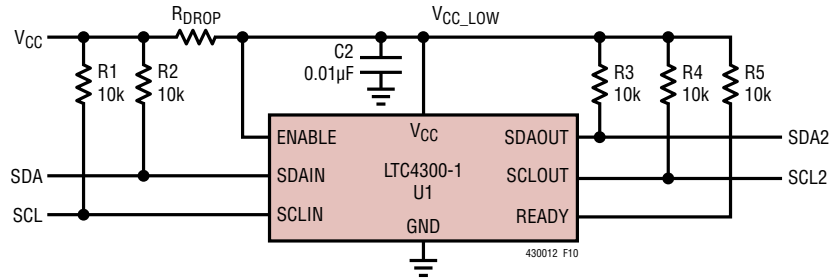 RDROP
VCC_LOW
VCC
C2
0.01µF
R1
10k
R2
10k
R3
10k
R4
10k
R5
10k
ENABLE
VCC
SDAOUT
SDA2
SDA
SDAIN
LTC4300-1
U1
SCLOUT
SCL2
SCL
SCLIN
GND
READY
430012 F10